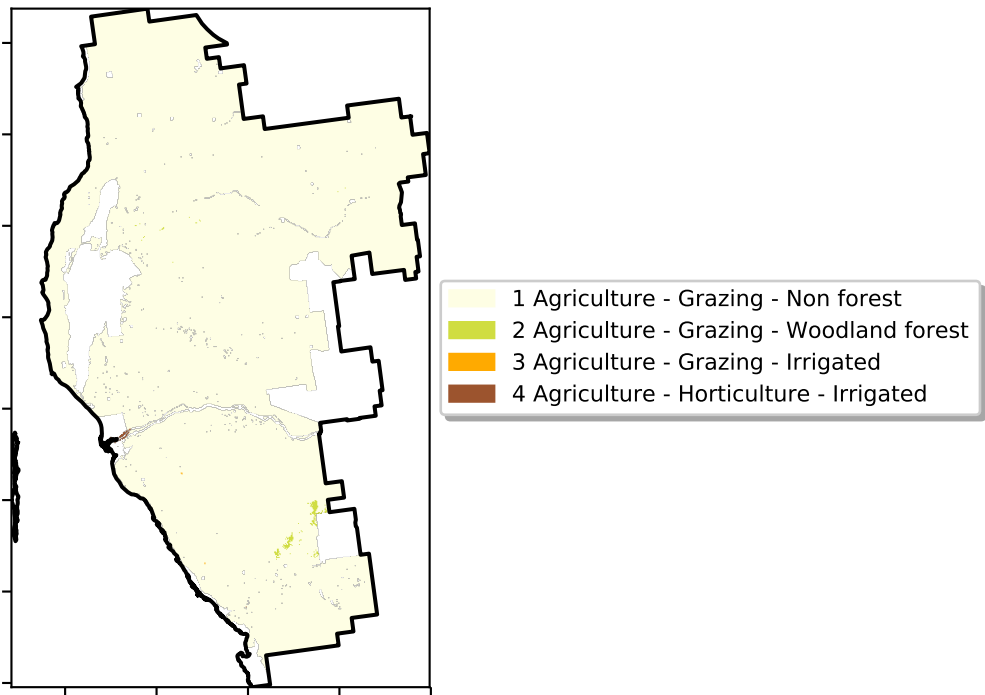 1 Agriculture - Grazing - Non forest
2 Agriculture - Grazing - Woodland forest
3 Agriculture - Grazing - Irrigated
4 Agriculture - Horticulture - Irrigated